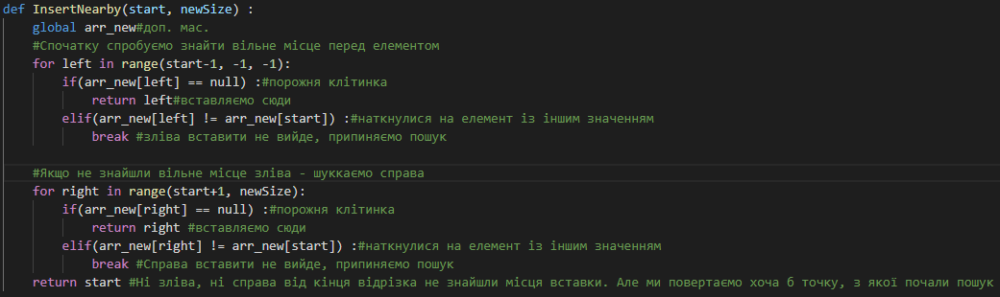 def InsertNearby(start, newSize) :
    global arr_new#доп. мас.
    #Спочатку спробуємо знайти вільне місце перед елементом
    for left in range(start-1, -1, -1):
        if(arr_new[left] == null) :#порожня клітинка
            return left#вставляємо сюди
        elif(arr_new[left] != arr_new[start]) :#наткнулися на елемент із іншим значенням
            break #зліва вставити не вийде, припиняємо пошук

    #Якщо не знайшли вільне місце зліва - шуккаємо справа
    for right in range(start+1, newSize):
        if(arr_new[right] == null) :#порожня клітинка
            return right #вставляємо сюди
        elif(arr_new[right] != arr_new[start]) :#наткнулися на елемент із іншим значенням
            break #Справа вставити не вийде, припиняємо пошук
    return start #Ні зліва, ні справа від кінця відрізка не знайшли місця вставки. Але ми повертаємо хоча б точку, з якої почали пошук